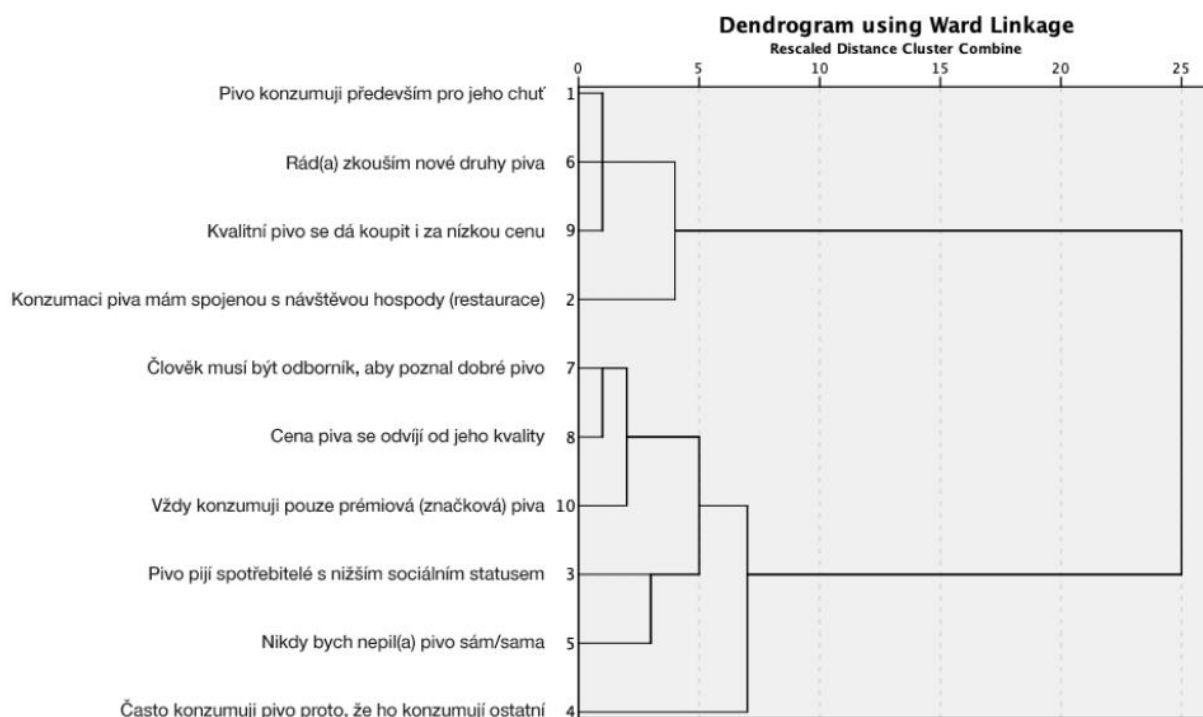 Dendrogram using Ward Linkage
Rescaled Distance Cluster Combine
0 5 10 15 20 25
Pivo konzumuji především pro jeho chuť 1
Rád(a) zkouším nové druhy piva 6
Kvalitní pivo se dá koupit i za nízkou cenu 9
Konzumaci piva mám spojenou s návštěvou hospody (restaurace) 2
Člověk musí být odborník, aby poznal dobré pivo 7
Cena piva se odvíjí od jeho kvality 8
Vždy konzumuji pouze prémiová (značková) piva 10
Pivo pijí spotřebitelé s nižším sociálním statusem 3
Nikdy bych nepil(a) pivo sám/sama 5
Často konzumuji pivo proto, že ho konzumují ostatní 4